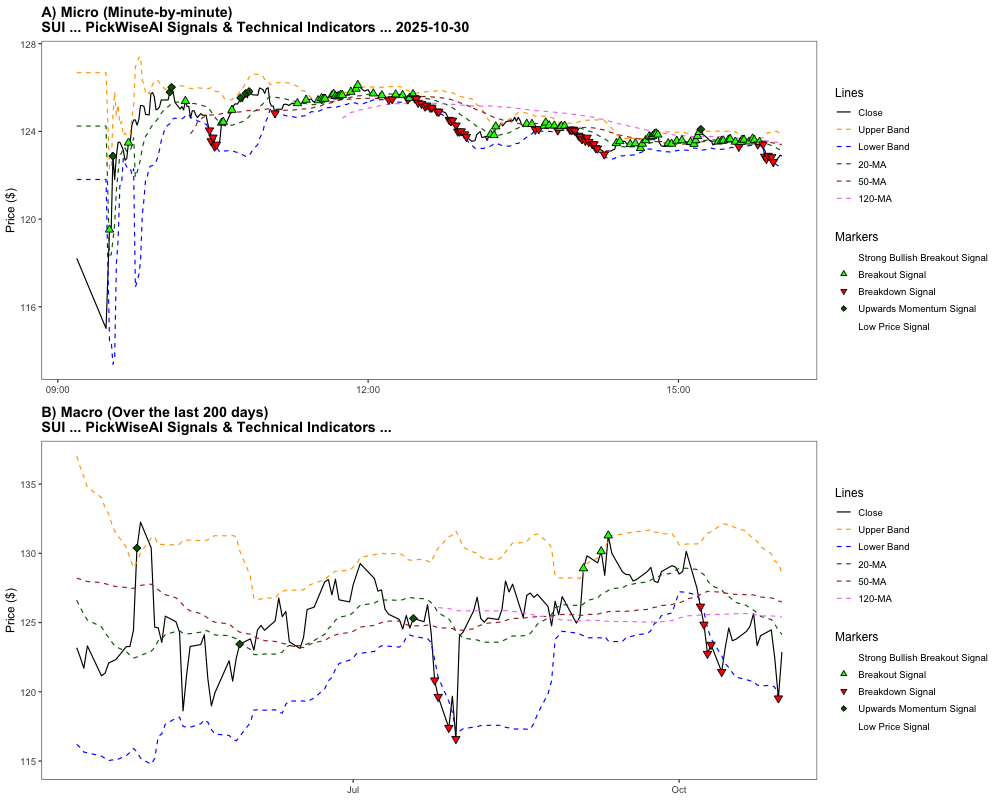 A) Micro (Minute-by-minute)
SUI ... PickWiseAI Signals & Technical Indicators ... 2025-10-30
Price ($)
128
124
120
116
09:00
12:00
15:00
Lines
Close
Upper Band
Lower Band
20-MA
50-MA
120-MA
Markers
Strong Bullish Breakout Signal
Breakout Signal
Breakdown Signal
Upwards Momentum Signal
Low Price Signal
B) Macro (Over the last 200 days)
SUI ... PickWiseAI Signals & Technical Indicators ...
Price ($)
135
130
125
120
115
Jul
Oct
Lines
Close
Upper Band
Lower Band
20-MA
50-MA
120-MA
Markers
Strong Bullish Breakout Signal
Breakout Signal
Breakdown Signal
Upwards Momentum Signal
Low Price Signal